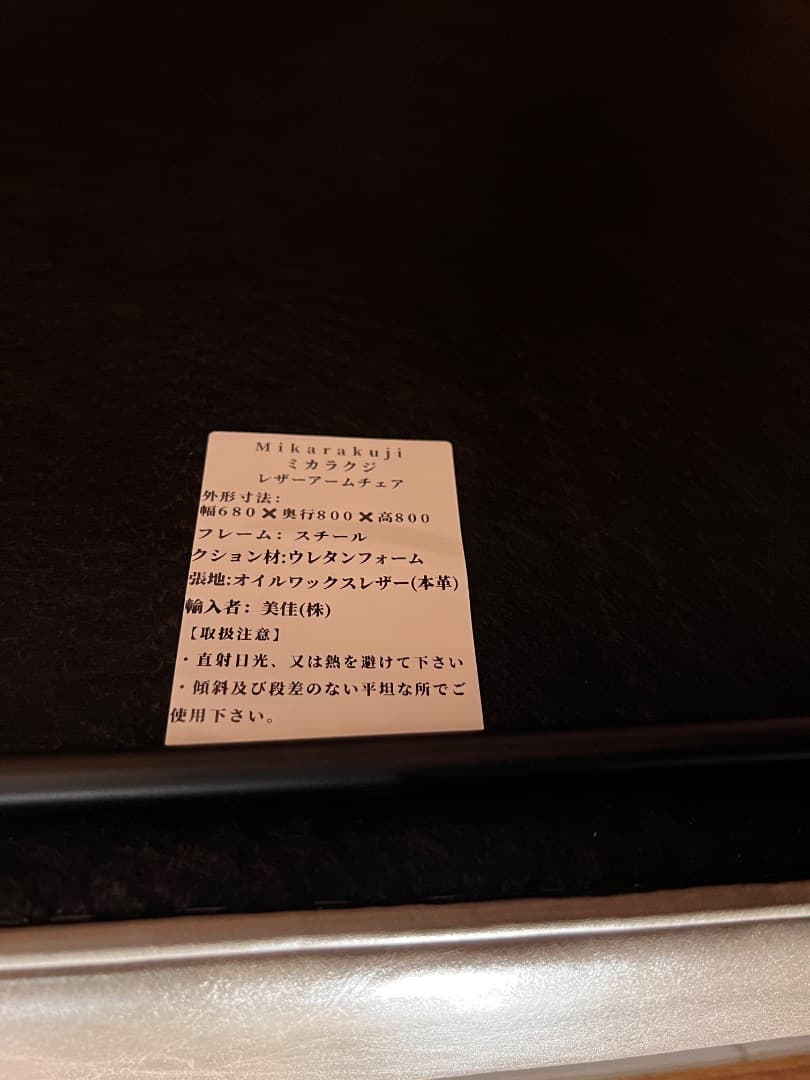 Mikarakuji
ミカラクジ
レザーアームチェア
外形寸法:
幅680✖奥行800✖高800
フレーム: スチール
クション材:ウレタンフォーム
張地:オイルワックスレザー(本革)
輸入者: 美佳(株)
【取扱注意】
・直射日光、又は熱を避けて下さい
・傾斜及び段差のない平坦な所でご
使用下さい。